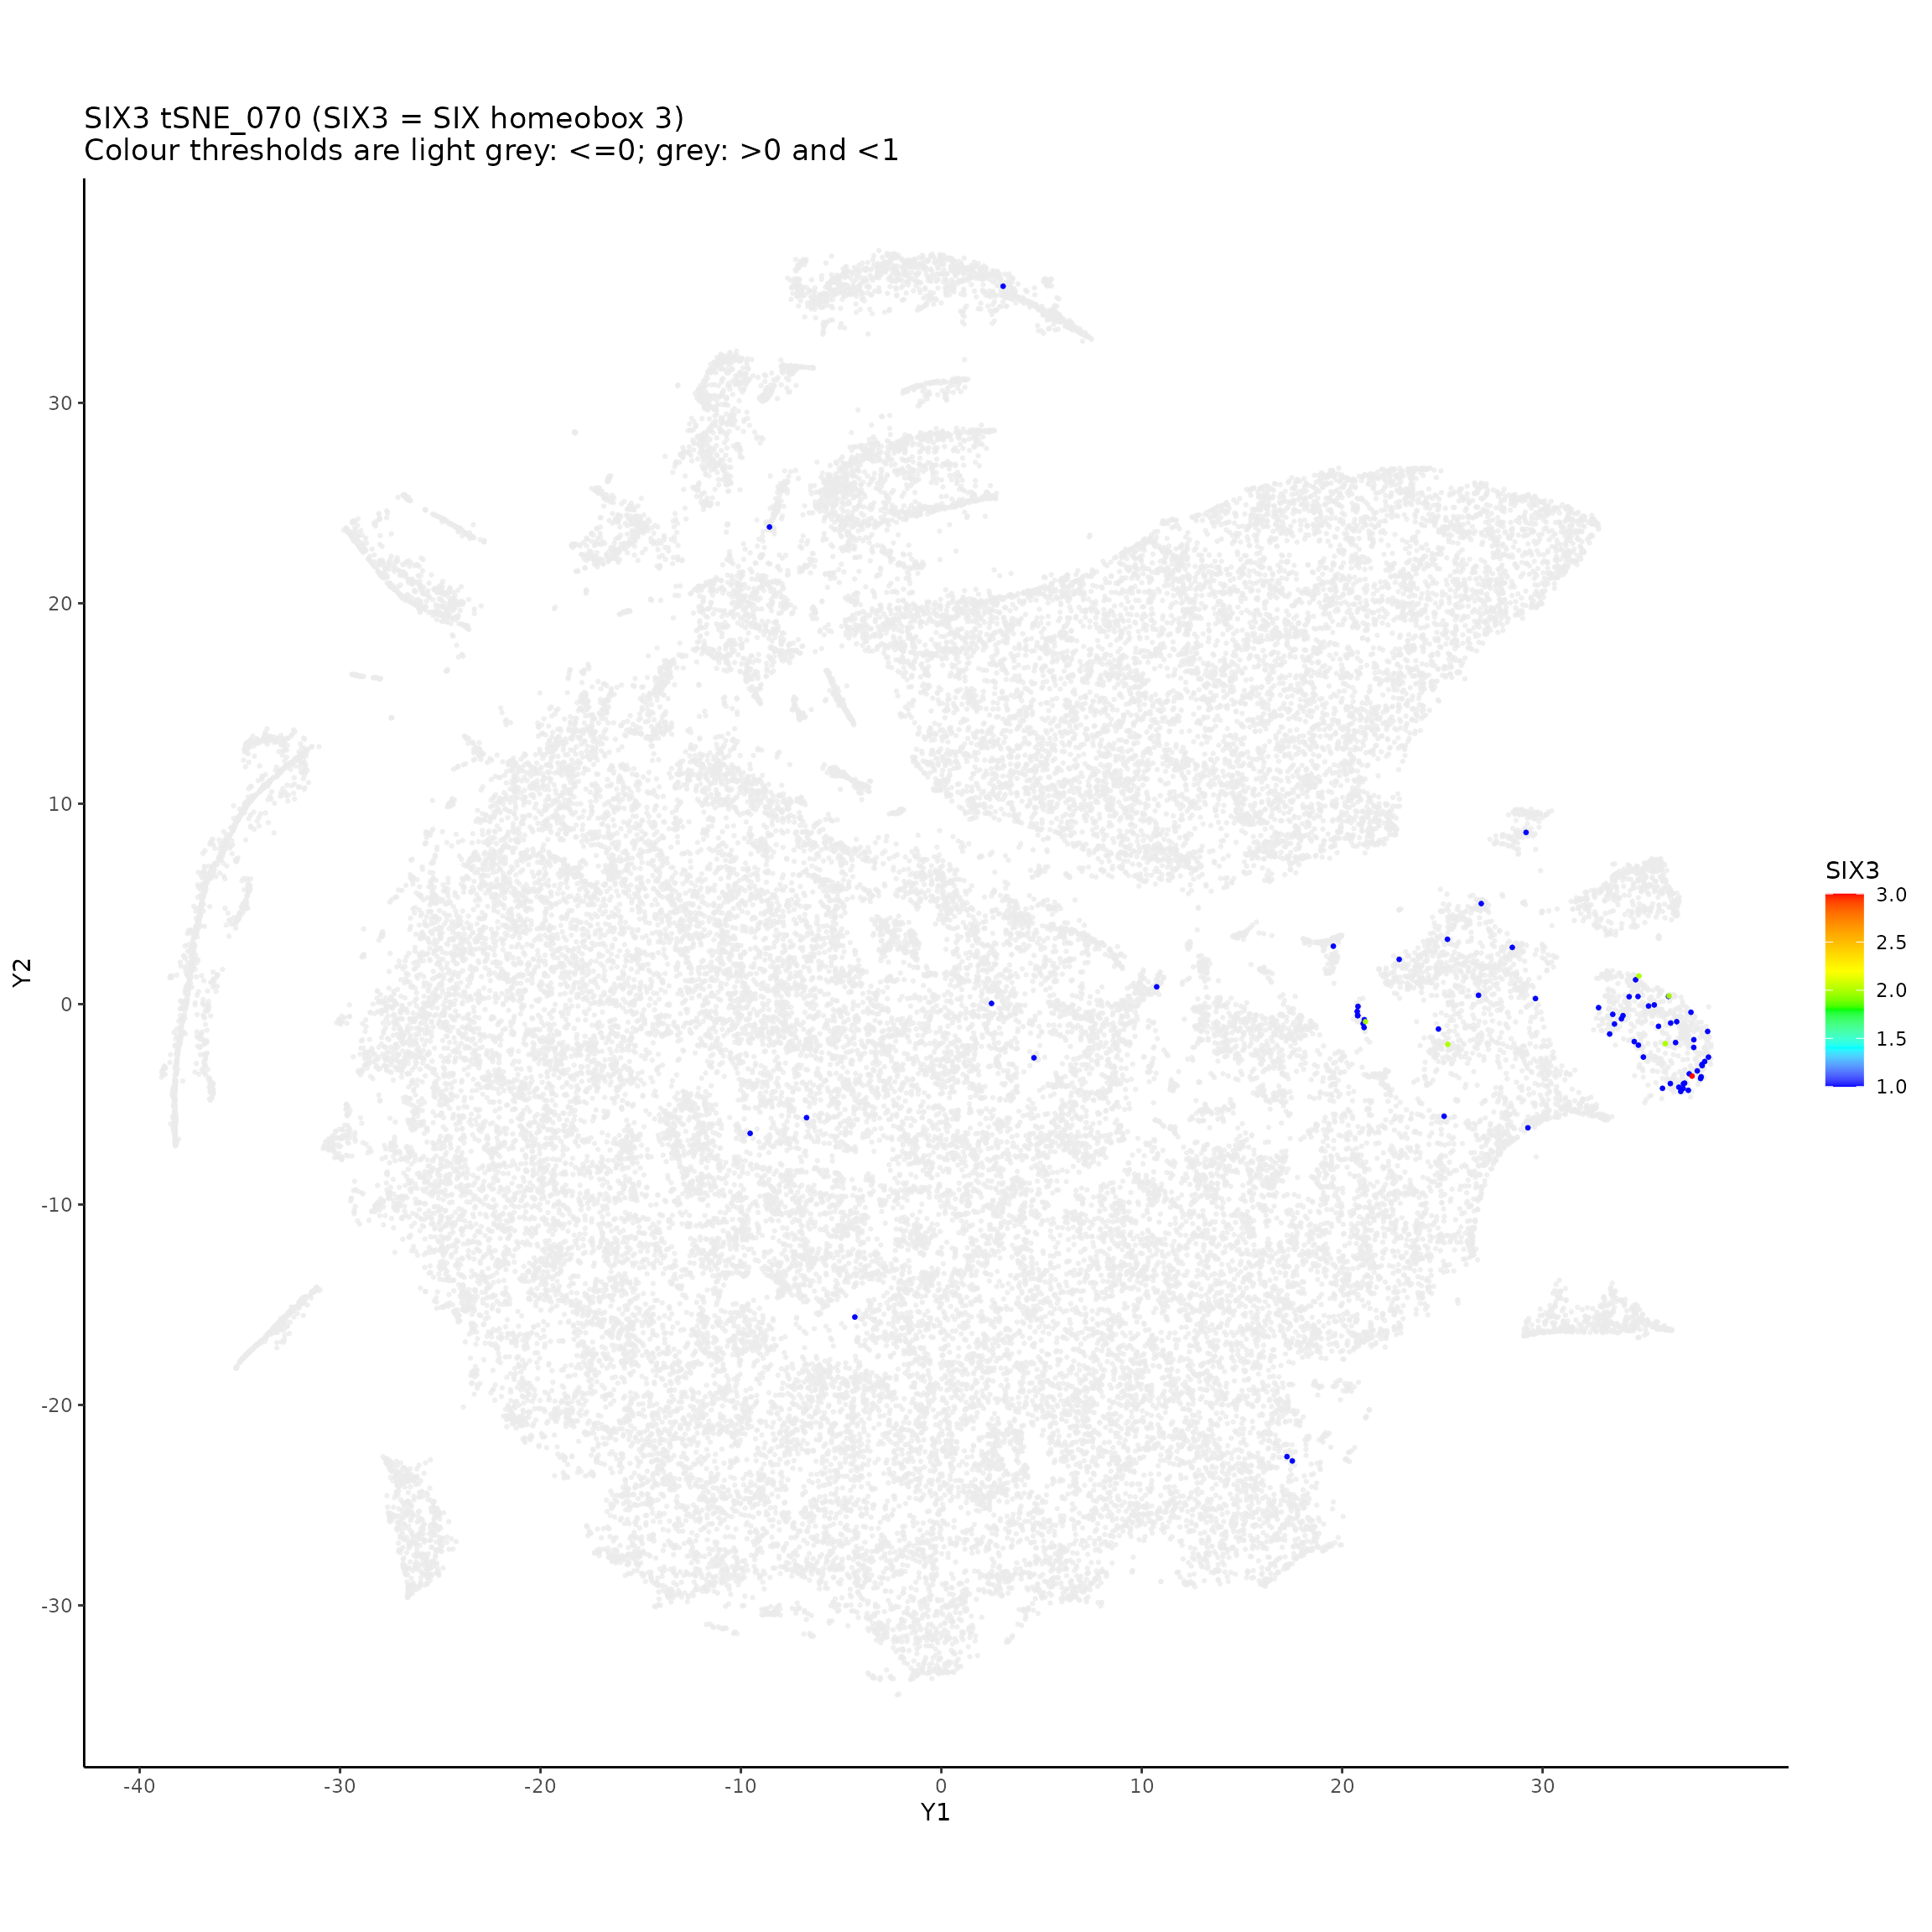 SIX3 tSNE_070 (SIX3 = SIX homeobox 3)
Colour thresholds are light grey: <=0; grey: >0 and <1
30
20
10
0
-10
-20
-30
Y2
-40 -30 -20 -10 0 10 20 30
Y1
SIX3
3.0
2.5
2.0
1.5
1.0